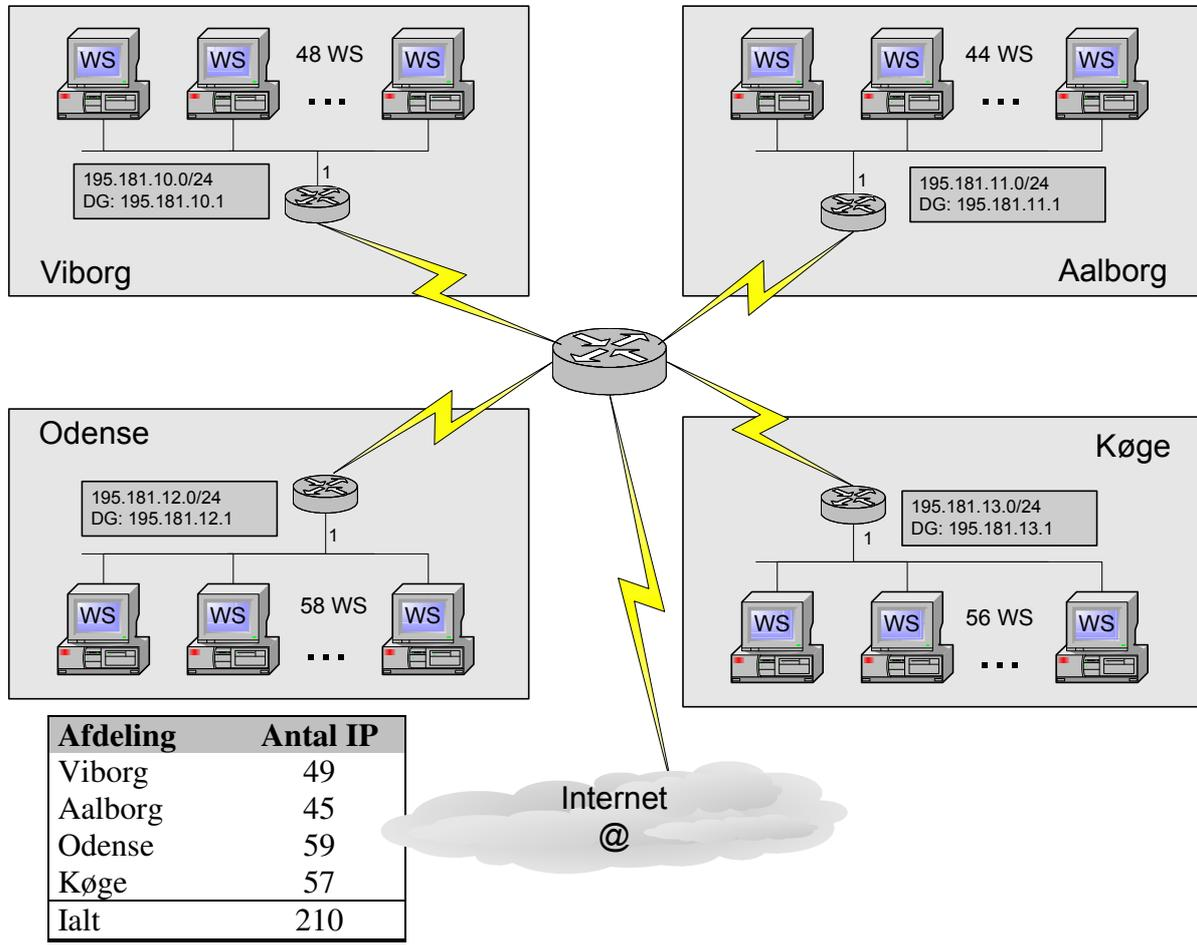 WS WS 48 WS WS
...
1
195.181.10.0/24
DG: 195.181.10.1
Viborg
WS WS 44 WS WS
...
1
195.181.11.0/24
DG: 195.181.11.1
Aalborg
Odense
195.181.12.0/24
DG: 195.181.12.1
1
WS WS 58 WS WS
...
Køge
195.181.13.0/24
DG: 195.181.13.1
1
WS WS 56 WS WS
...
Afdeling Antal IP
Viborg 49
Aalborg 45
Odense 59
Køge 57
Ialt 210
Internet
@